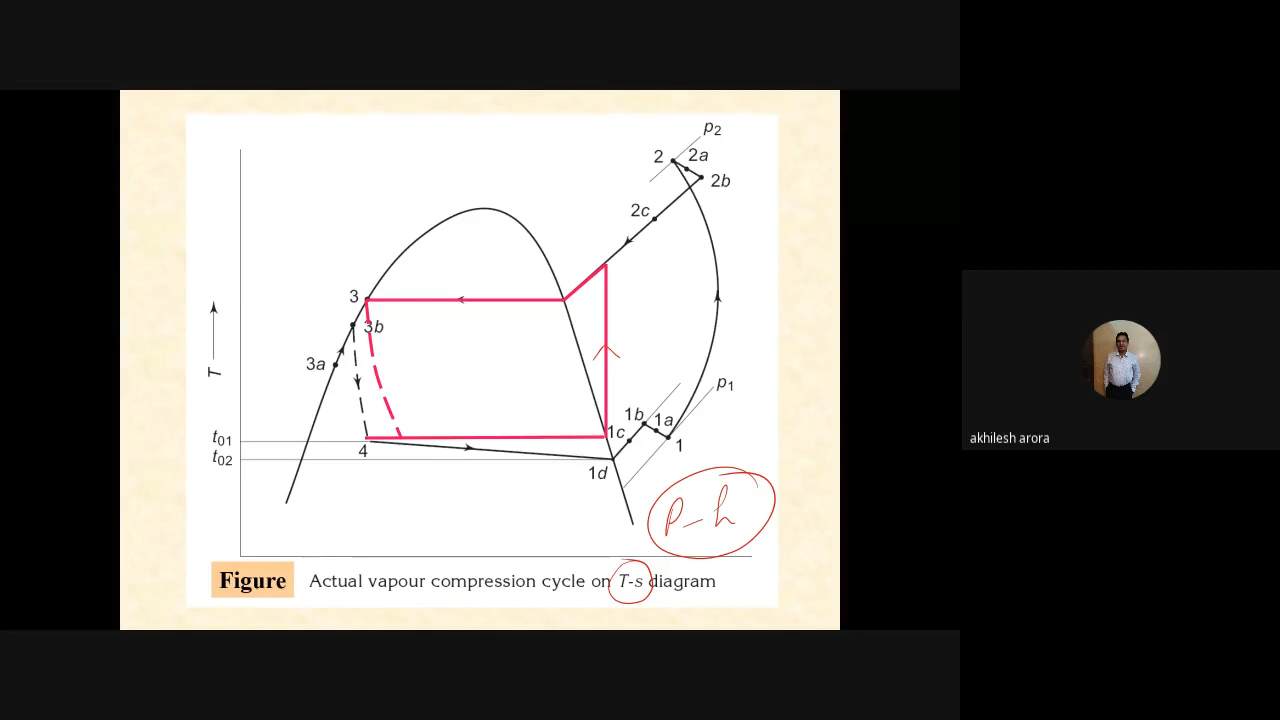 p2
2 2a
2b
2c
3
3b
3a
T
p1
1b 1a
1c
1
t01
t02
4
1d
P-h
akhilesh arora
Figure Actual vapour compression cycle on T-s diagram